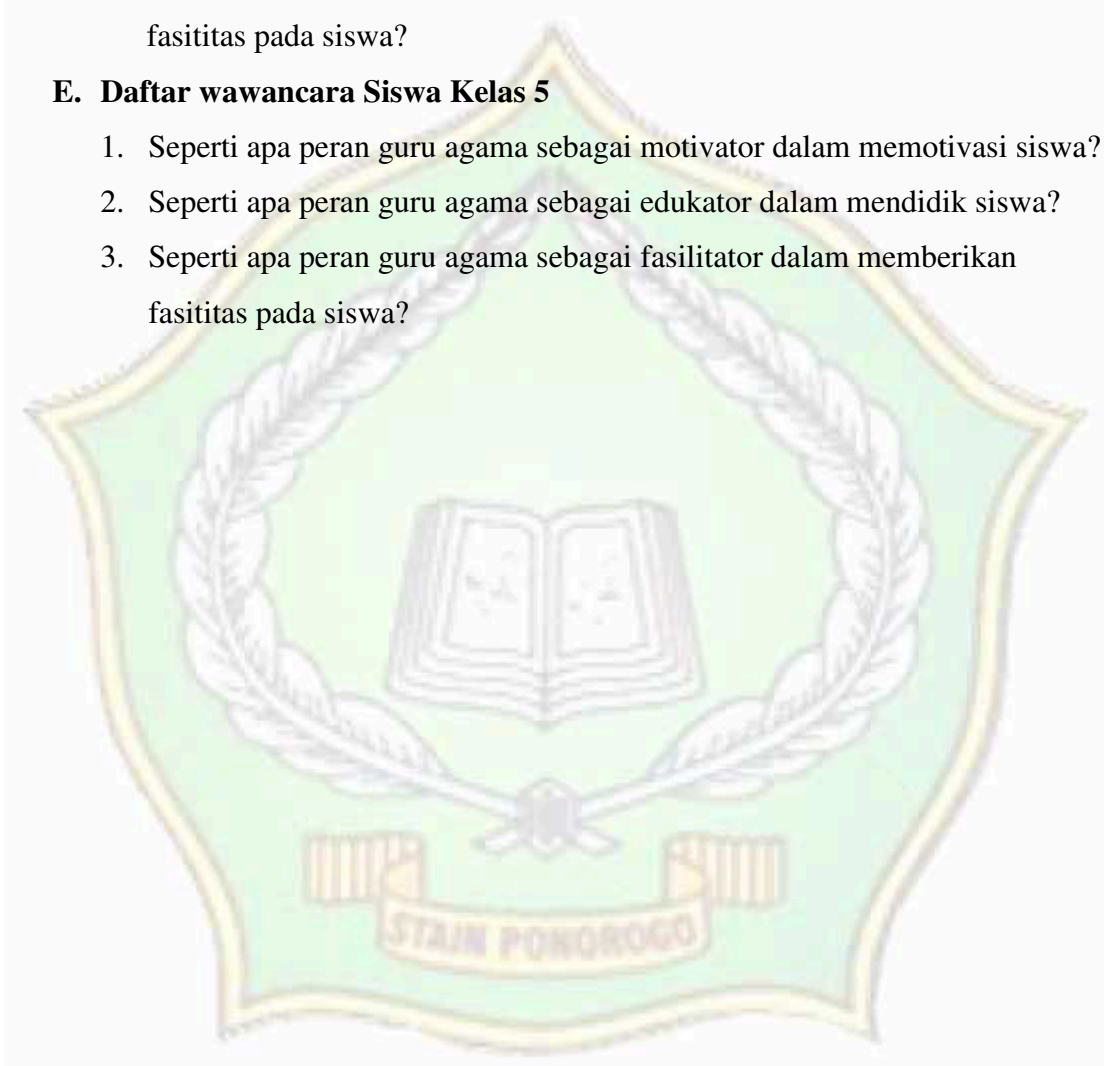 fasititas pada siswa?
E. Daftar wawancara Siswa Kelas 5
1. Seperti apa peran guru agama sebagai motivator dalam memotivasi siswa?
2. Seperti apa peran guru agama sebagai edukator dalam mendidik siswa?
3. Seperti apa peran guru agama sebagai fasilitator dalam memberikan
fasititas pada siswa?
STAIN PONOROGO